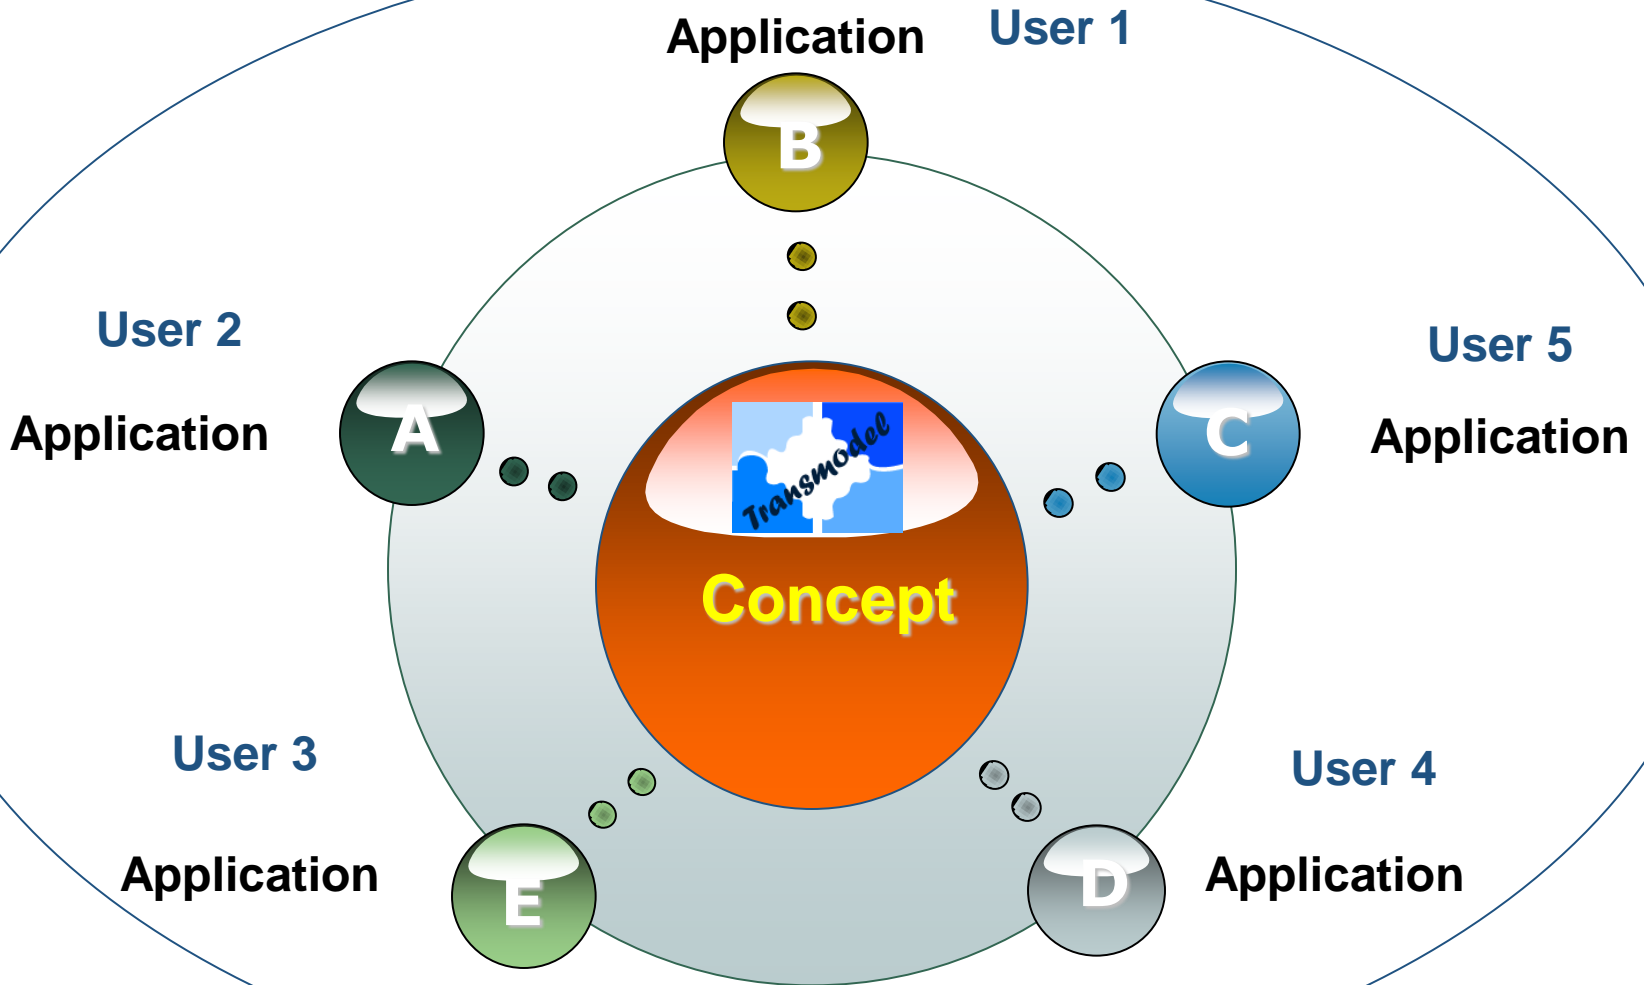 Application
User 1
B
User 2
Application
A
User 5
Application
C
Transmodel
Concept
User 3
Application
E
User 4
Application
D